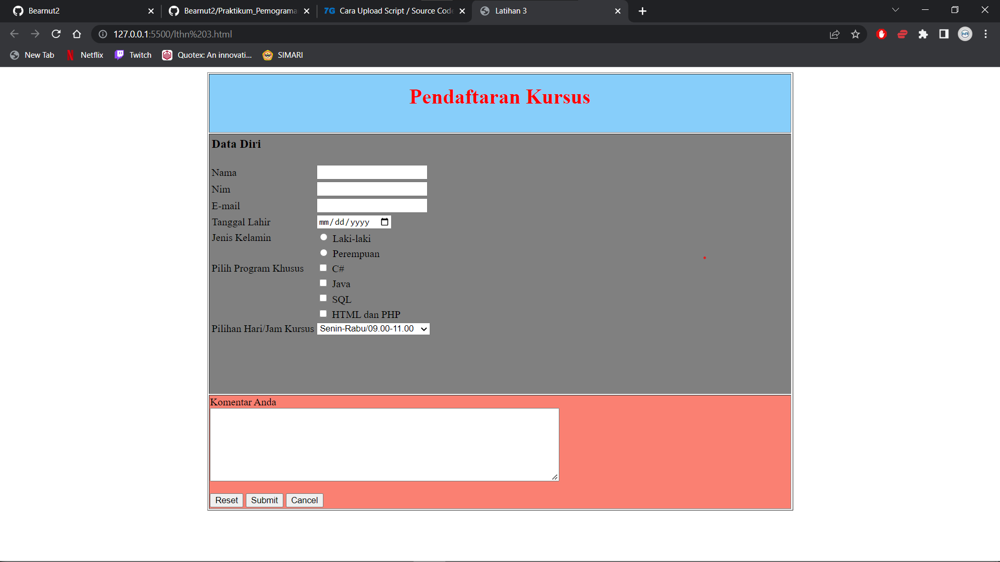 Bearnut2
Bearnut2/Praktikum_Pemograma
7G Cara Upload Script / Source Code
Latihan 3
127.0.0.1:5500/lthn%203.html
New Tab
Netflix
Twitch
Quotex: An innovati...
SIMARI
Pendaftaran Kursus
Data Diri
Nama
Nim
E-mail
Tanggal Lahir mm/dd/yyyy
Jenis Kelamin Laki-laki
Perempuan
Pilih Program Khusus C#
Java
SQL
HTML dan PHP
Pilihan Hari/Jam Kursus Senin-Rabu/09.00-11.00
Komentar Anda
Reset Submit Cancel